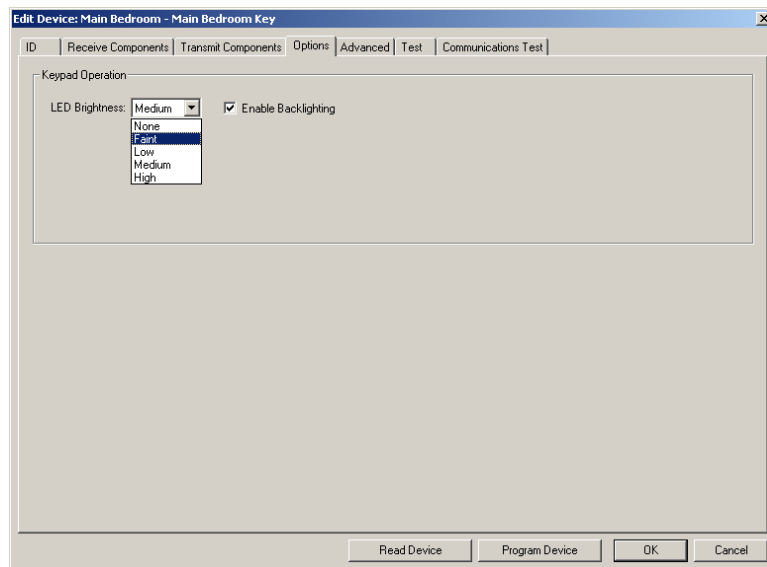 Edit Device: Main Bedroom - Main Bedroom Key
ID Receive Components Transmit Components Options Advanced Test Communications Test
Keypad Operation
LED Brightness: Medium Enable Backlighting
None
Faint
Low
Medium
High
Read Device Program Device OK Cancel